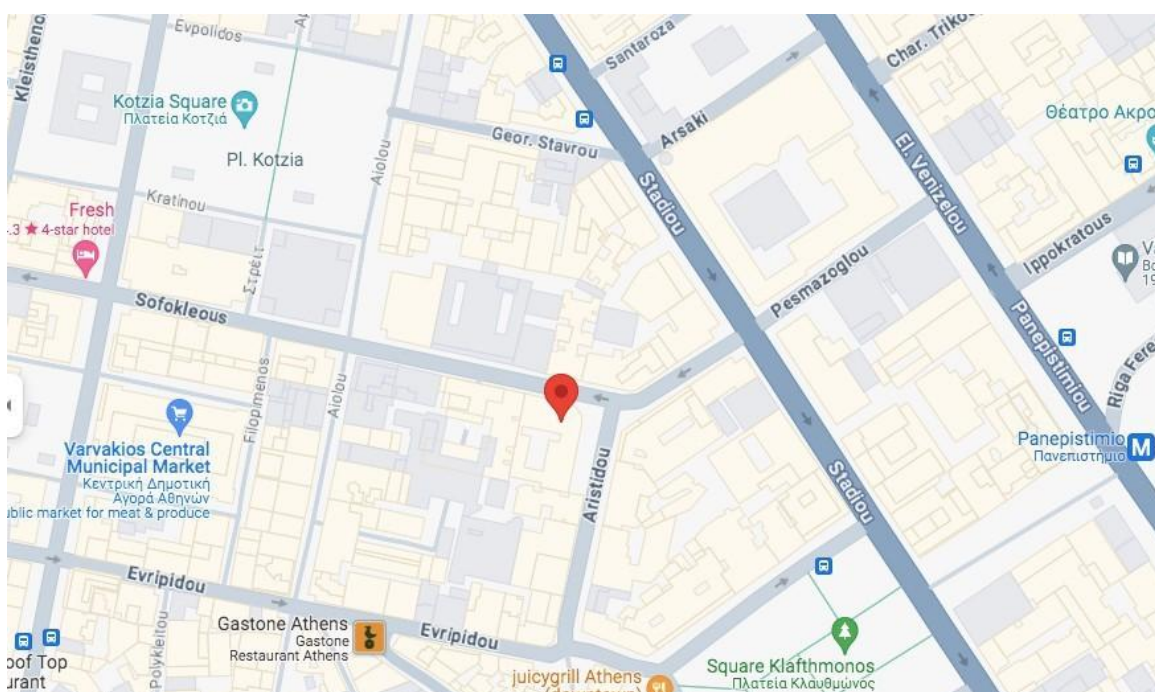 Evpolidos
Kleisthenous
Santaroza
Char. Trikou
Kotzia Square
Πλατεία Κοτζιά
Arsaki
Θέατρο Ακρο
Geor. Stavrou
El. Venizelou
Pl. Kotzia
Aiolou
Stadiou
Kratinou
Fresh
.3 ★ 4-star hotel
Ippokratous
Pesmazoglou
Sofokleous
Panepistimiou
Riga Fere
Filopimenos
Aiolou
Varvakios Central
Municipal Market
Κεντρική Δημοτική
Αγορά Αθηνών
ublic market for meat & produce
Panepistimio
Πανεπιστήμιο
M
Aristidou
Stadiou
Evripidou
Polykleitou
Gastone Athens
Gastone
Restaurant Athens
Evripidou
oof Top
urant
juicygrill Athens
Square Klafthmonos
Πλατεία Κλαυθμώνος